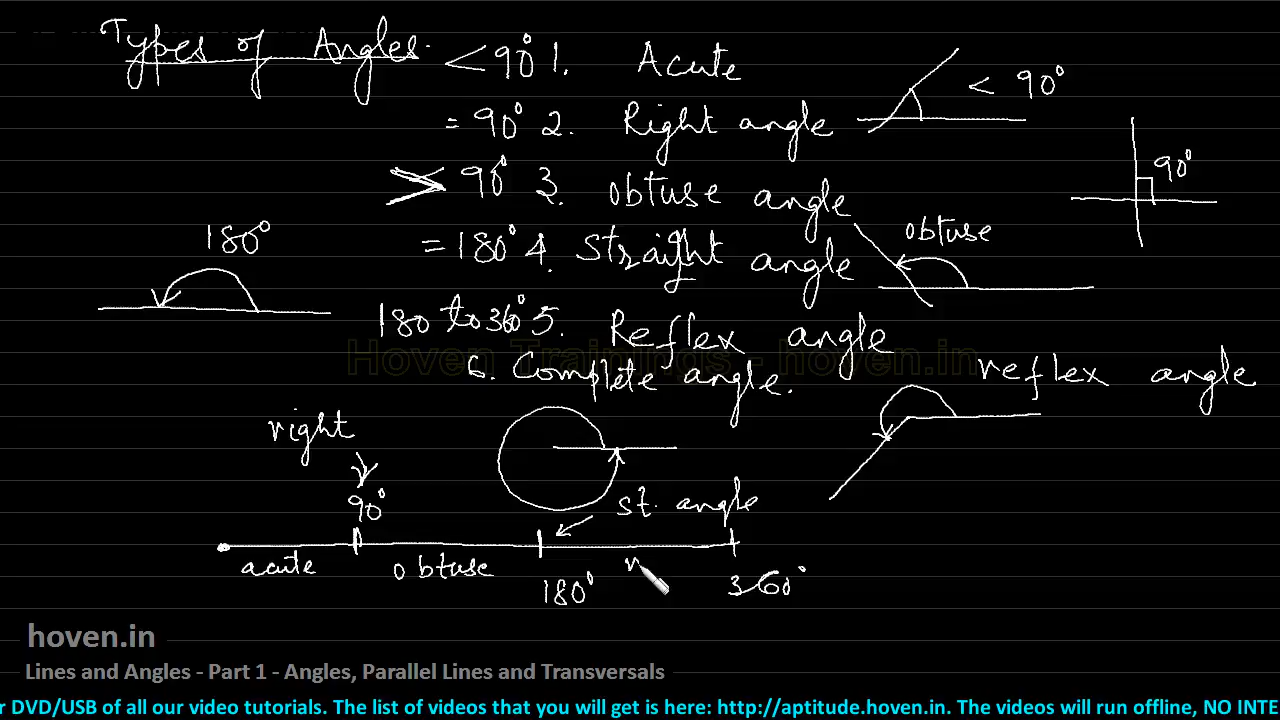 Types of Angles.
< 90° 1. Acute
< 90°
= 90° 2. Right angle
90°
> 90° 3. obtuse angle
obtuse
180°
= 180° 4. Straight angle
180 to 360° 5. Reflex angle
Hoven Trainings - hoven.in
6. Complete angle.
reflex angle
right
90°
st. angle
acute
obtuse
180°
360°
hoven.in
Lines and Angles - Part 1 - Angles, Parallel Lines and Transversals
r DVD/USB of all our video tutorials. The list of videos that you will get is here: http://aptitude.hoven.in. The videos will run offline, NO INTE